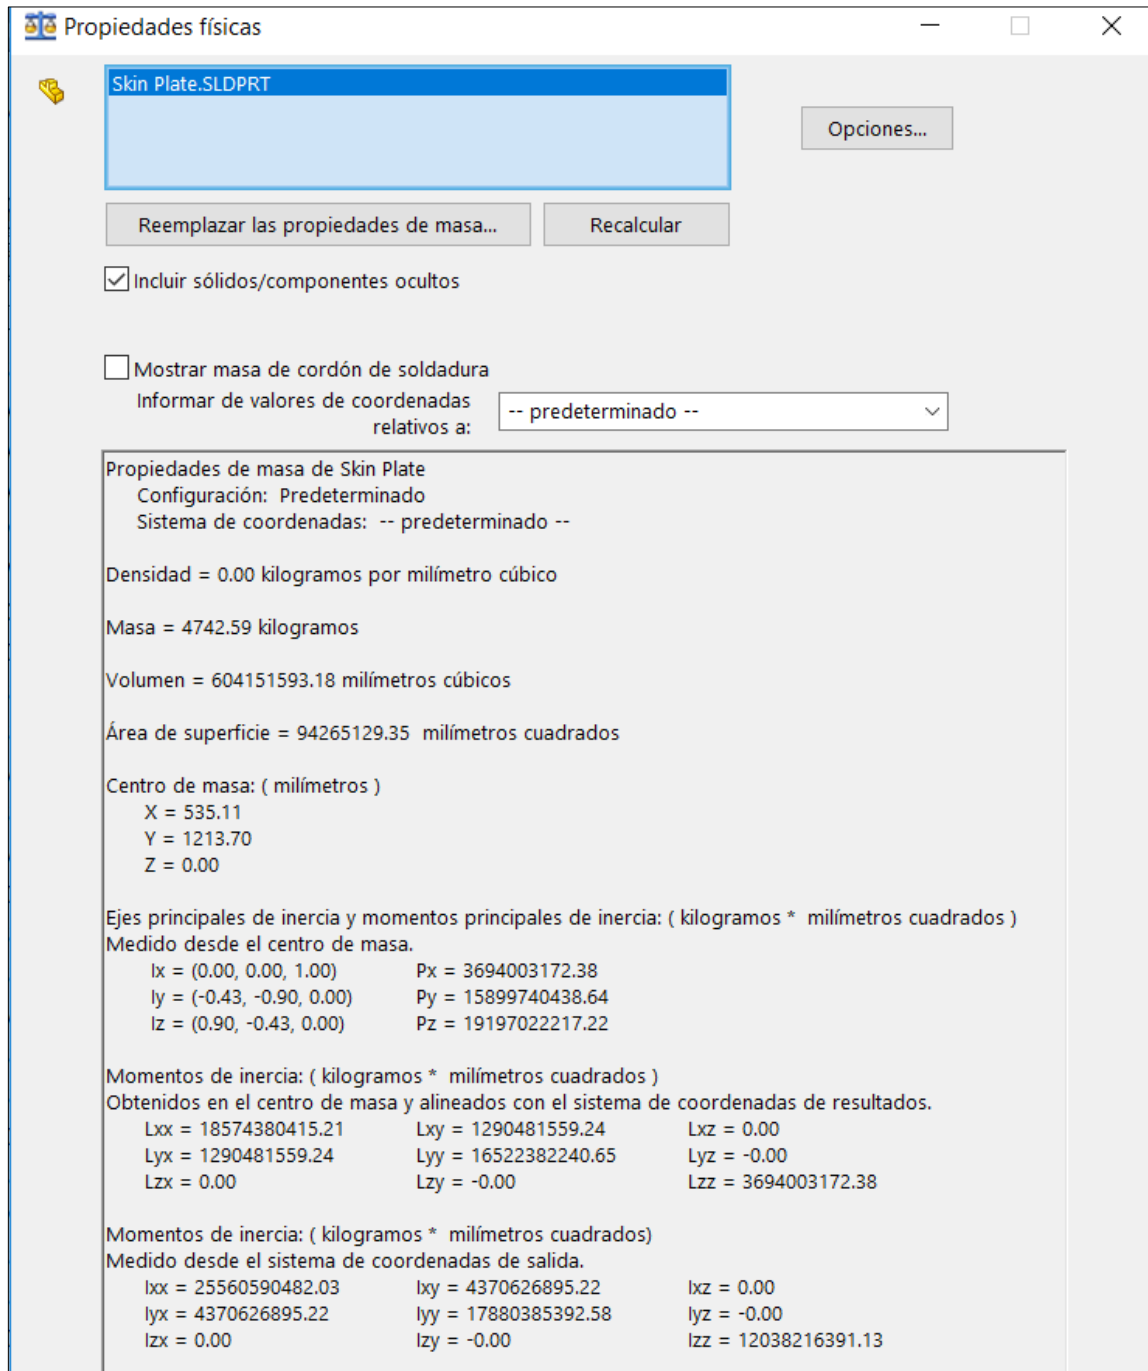 Propiedades físicas
Skin Plate.SLDPRT
Opciones...
Reemplazar las propiedades de masa... Recalcular
Incluir sólidos/componentes ocultos
Mostrar masa de cordón de soldadura
Informar de valores de coordenadas
relativos a: -- predeterminado --
Propiedades de masa de Skin Plate
Configuración: Predeterminado
Sistema de coordenadas: -- predeterminado --
Densidad = 0.00 kilogramos por milímetro cúbico
Masa = 4742.59 kilogramos
Volumen = 604151593.18 milímetros cúbicos
Área de superficie = 94265129.35 milímetros cuadrados
Centro de masa: ( milímetros )
X = 535.11
Y = 1213.70
Z = 0.00
Ejes principales de inercia y momentos principales de inercia: ( kilogramos * milímetros cuadrados )
Medido desde el centro de masa.
Ix = (0.00, 0.00, 1.00) Px = 3694003172.38
Iy = (-0.43, -0.90, 0.00) Py = 15899740438.64
Iz = (0.90, -0.43, 0.00) Pz = 19197022217.22
Momentos de inercia: ( kilogramos * milímetros cuadrados )
Obtenidos en el centro de masa y alineados con el sistema de coordenadas de resultados.
Lxx = 18574380415.21 Lxy = 1290481559.24 Lxz = 0.00
Lyx = 1290481559.24 Lyy = 16522382240.65 Lyz = -0.00
Lzx = 0.00 Lzy = -0.00 Lzz = 3694003172.38
Momentos de inercia: ( kilogramos * milímetros cuadrados)
Medido desde el sistema de coordenadas de salida.
Ixx = 25560590482.03 Ixy = 4370626895.22 Ixz = 0.00
Iyx = 4370626895.22 Iyy = 17880385392.58 Iyz = -0.00
Izx = 0.00 Izy = -0.00 Izz = 12038216391.13